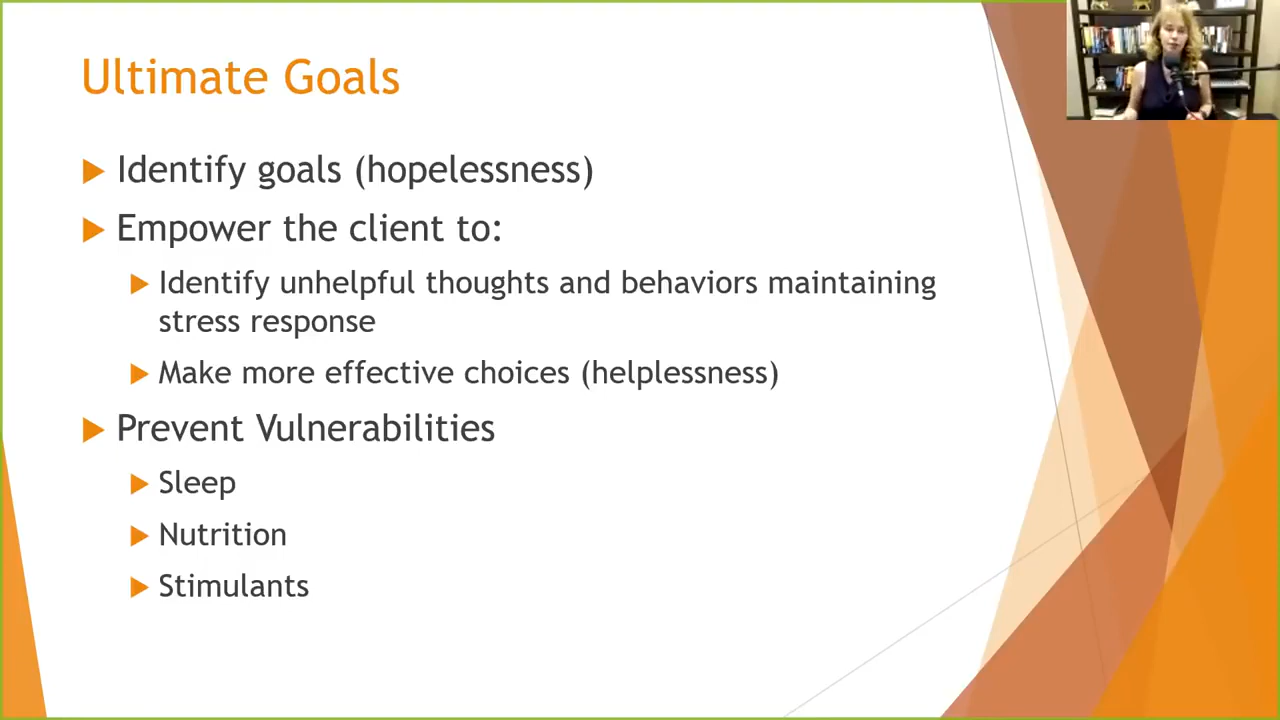 Ultimate Goals
Identify goals (hopelessness)
Empower the client to:
Identify unhelpful thoughts and behaviors maintaining
stress response
Make more effective choices (helplessness)
Prevent Vulnerabilities
Sleep
Nutrition
Stimulants